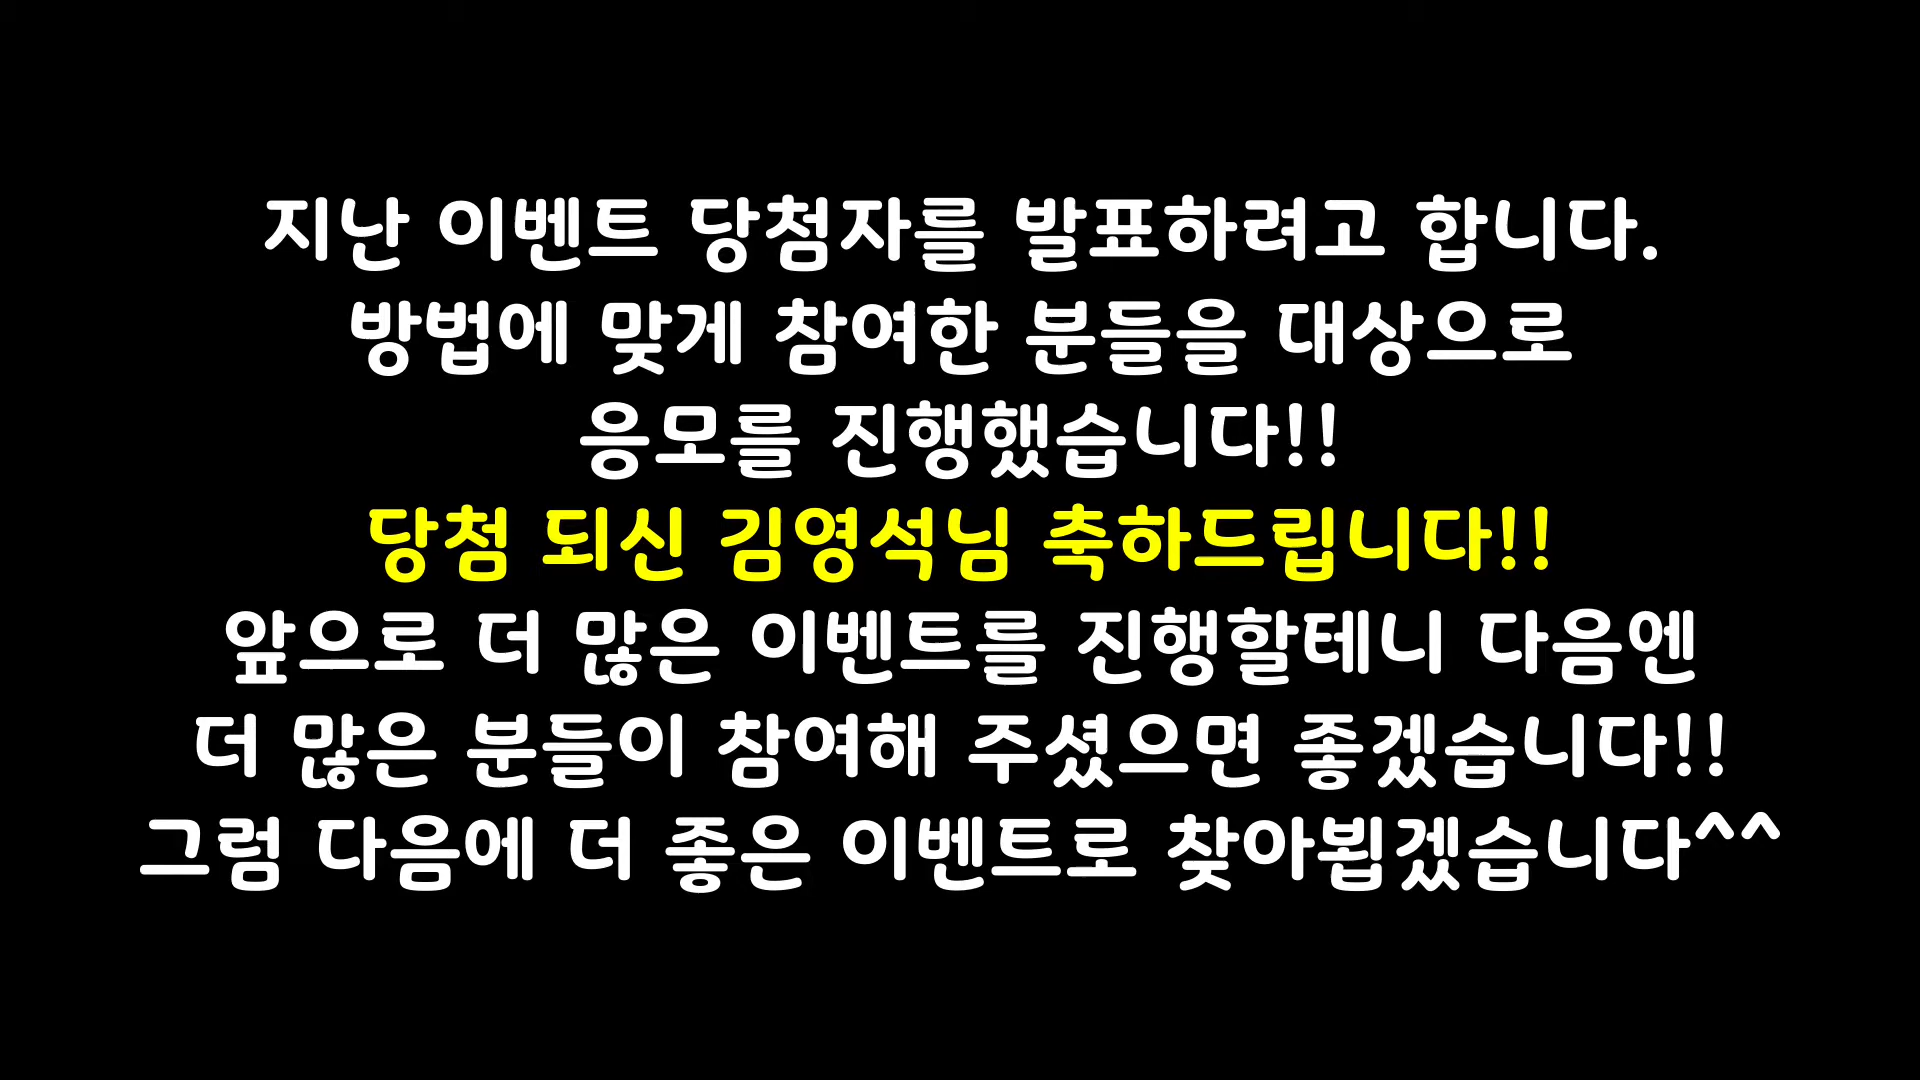 지난 이벤트 당첨자를 발표하려고 합니다.
방법에 맞게 참여한 분들을 대상으로
응모를 진행했습니다!!
당첨 되신 김영석님 축하드립니다!!
앞으로 더 많은 이벤트를 진행할테니 다음엔
더 많은 분들이 참여해 주셨으면 좋겠습니다!!
그럼 다음에 더 좋은 이벤트로 찾아뵙겠습니다^^